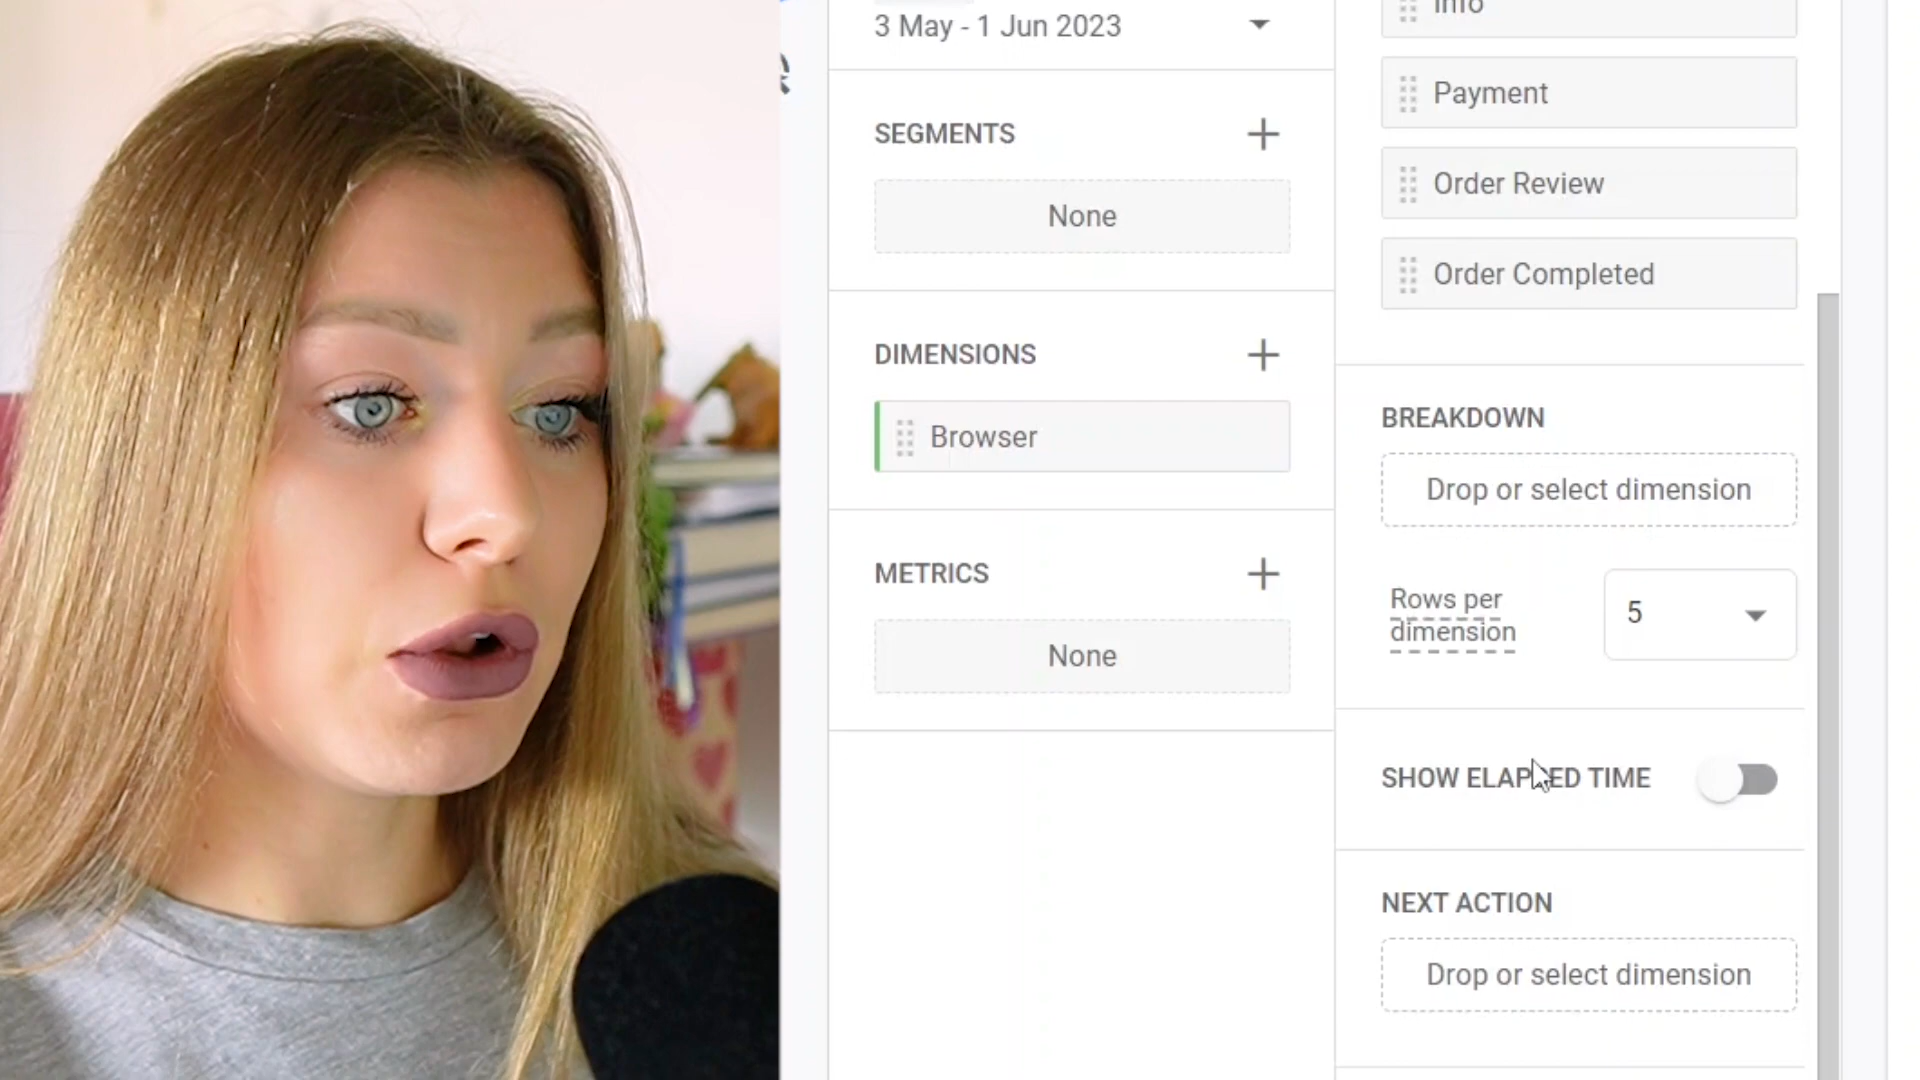 3 May - 1 Jun 2023
SEGMENTS
None
DIMENSIONS
Browser
METRICS
None
Info
Payment
Order Review
Order Completed
BREAKDOWN
Drop or select dimension
Rows per
dimension
5
SHOW ELAPSED TIME
NEXT ACTION
Drop or select dimension